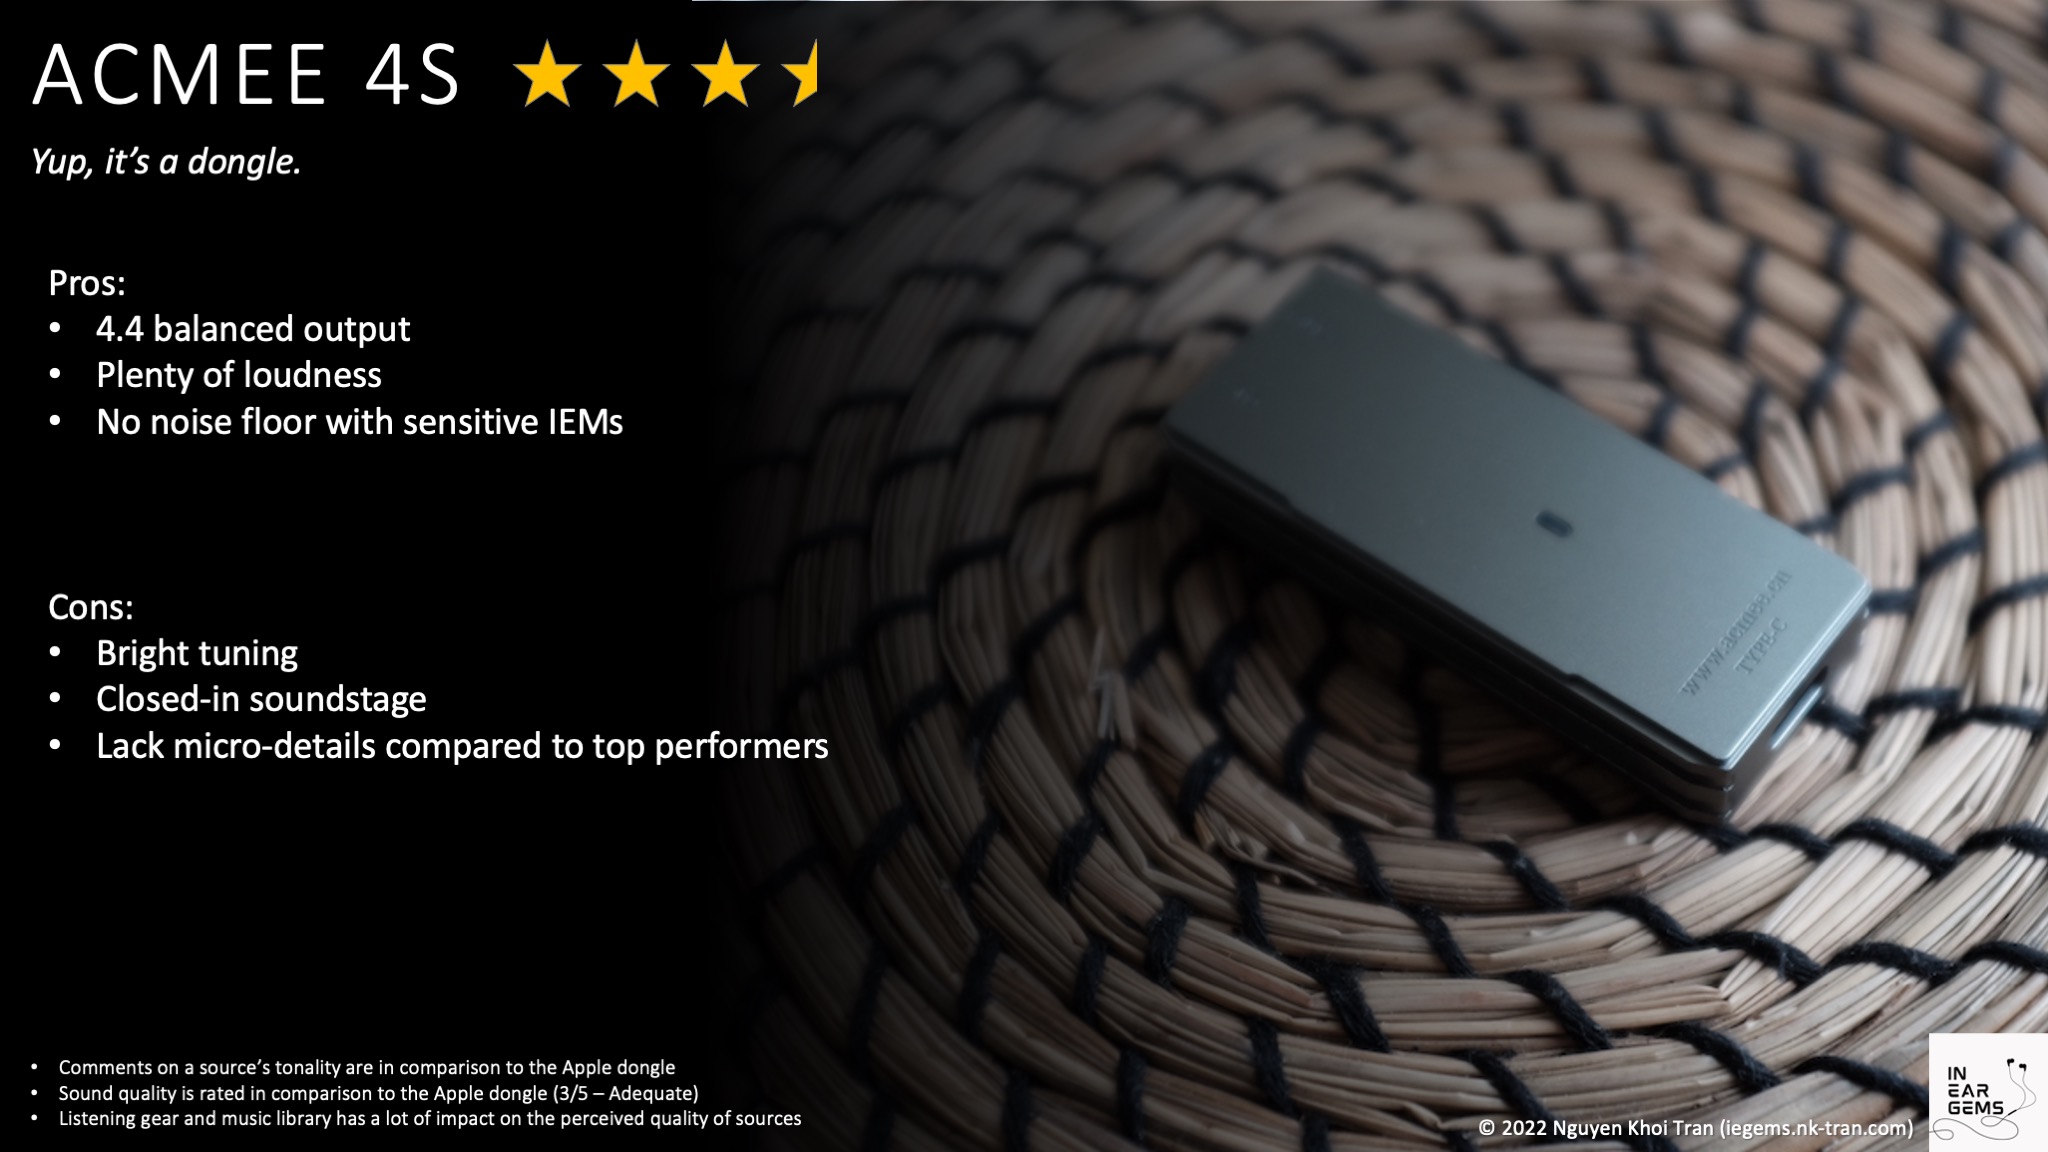 ACMEE 4S
Yup, it's a dongle.
Pros:
• 4.4 balanced output
• Plenty of loudness
• No noise floor with sensitive IEMs
Cons:
• Bright tuning
• Closed-in soundstage
• Lack micro-details compared to top performers
www.acmee.cn
TYPE-C
• Comments on a source's tonality are in comparison to the Apple dongle
• Sound quality is rated in comparison to the Apple dongle (3/5 – Adequate)
• Listening gear and music library has a lot of impact on the perceived quality of sources
© 2022 Nguyen Khoi Tran (iegems.nk-tran.com)
IN
EAR
GEMS